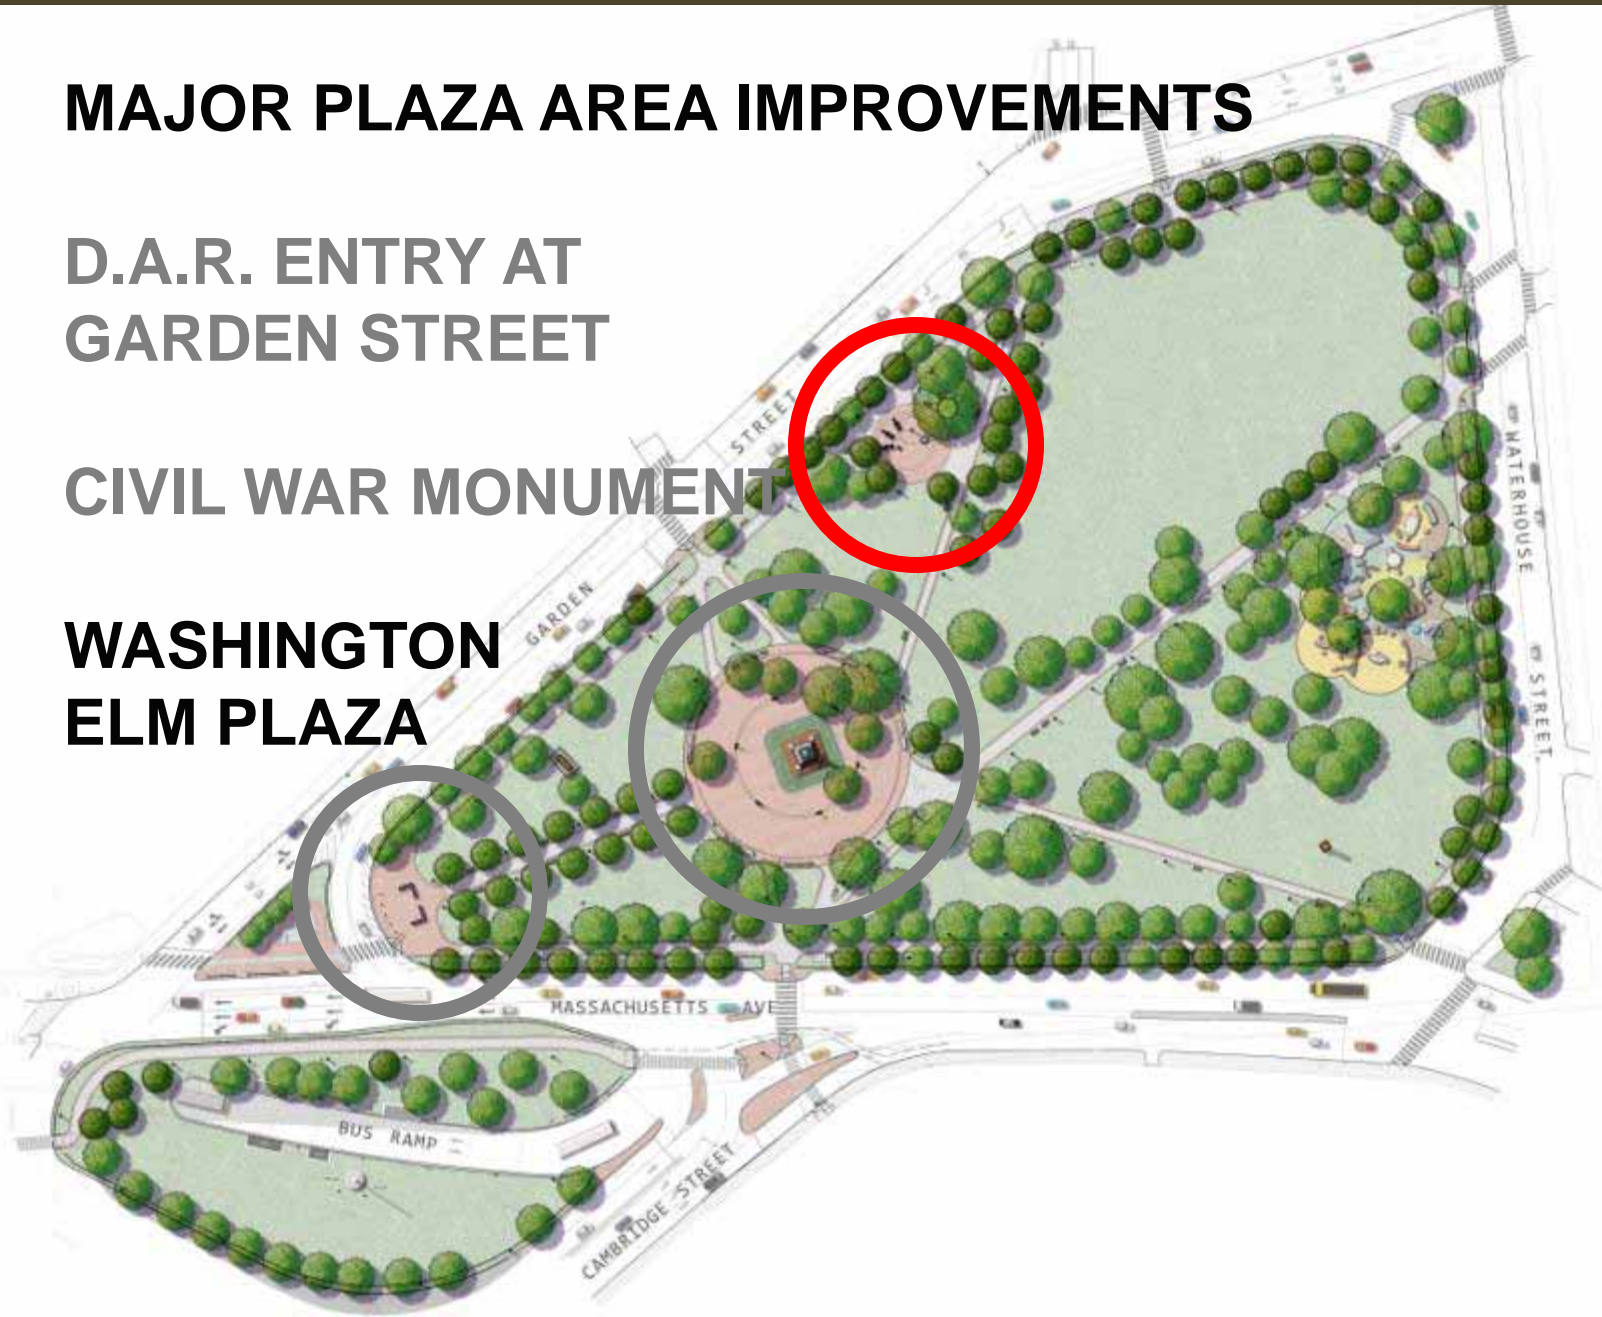 MAJOR PLAZA AREA IMPROVEMENTS
D.A.R. ENTRY AT
GARDEN STREET
CIVIL WAR MONUMENT
WASHINGTON
ELM PLAZA
GARDEN
STREET
WATERHOUSE
STREET
MASSACHUSETTS AVE
BUS RAMP
CAMBRIDGE STREET